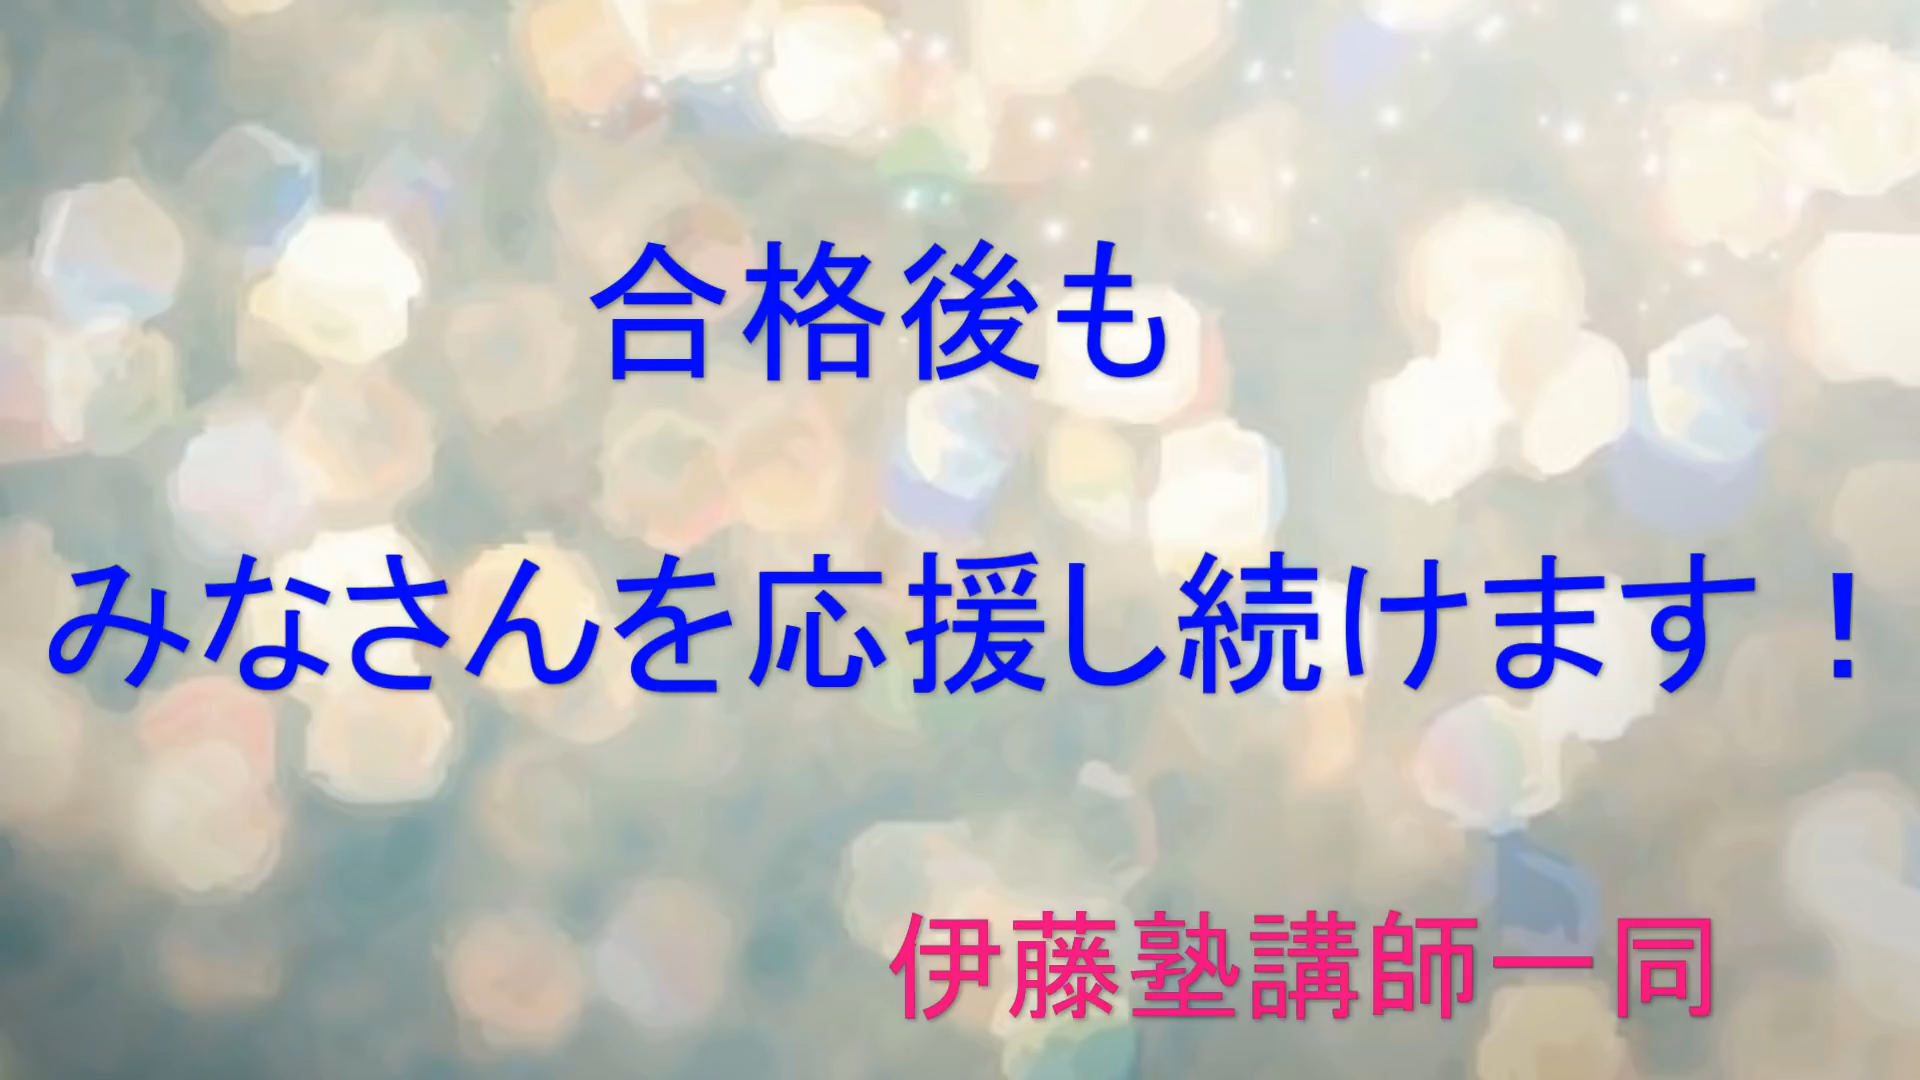 合格後も
みなさんを応援し続けます！
伊藤塾講師一同